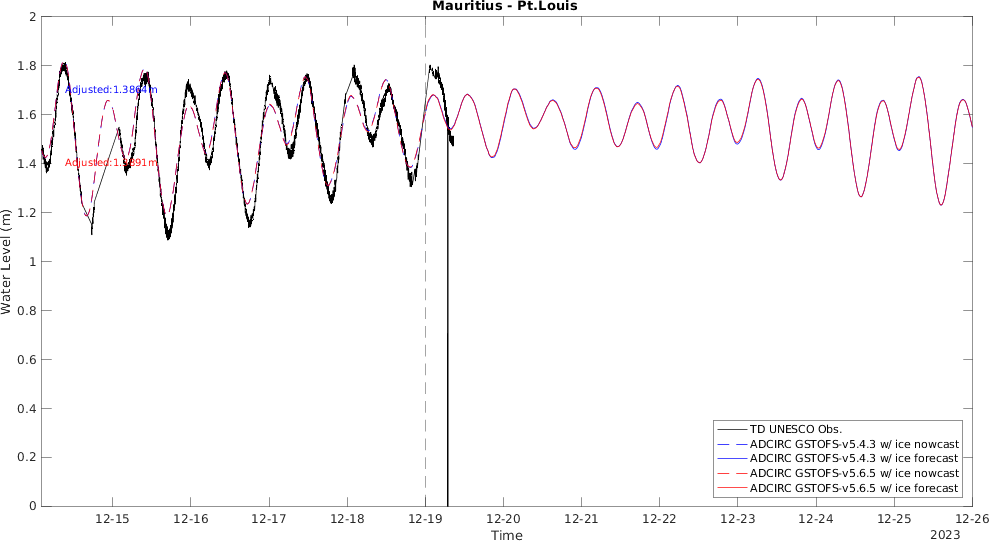 Mauritius - Pt.Louis
2
1.8
1.6
1.4
1.2
1
0.8
0.6
0.4
0.2
0
Water Level (m)
Adjusted:1.3864m
TD UNESCO Obs.
ADCIRC GSTOFS-v5.4.3 w/ ice nowcast
ADCIRC GSTOFS-v5.4.3 w/ ice forecast
ADCIRC GSTOFS-v5.6.5 w/ ice nowcast
ADCIRC GSTOFS-v5.6.5 w/ ice forecast
12-15
12-16
12-17
12-18
12-19
12-20
12-21
12-22
12-23
12-24
12-25
12-26
Time
2023